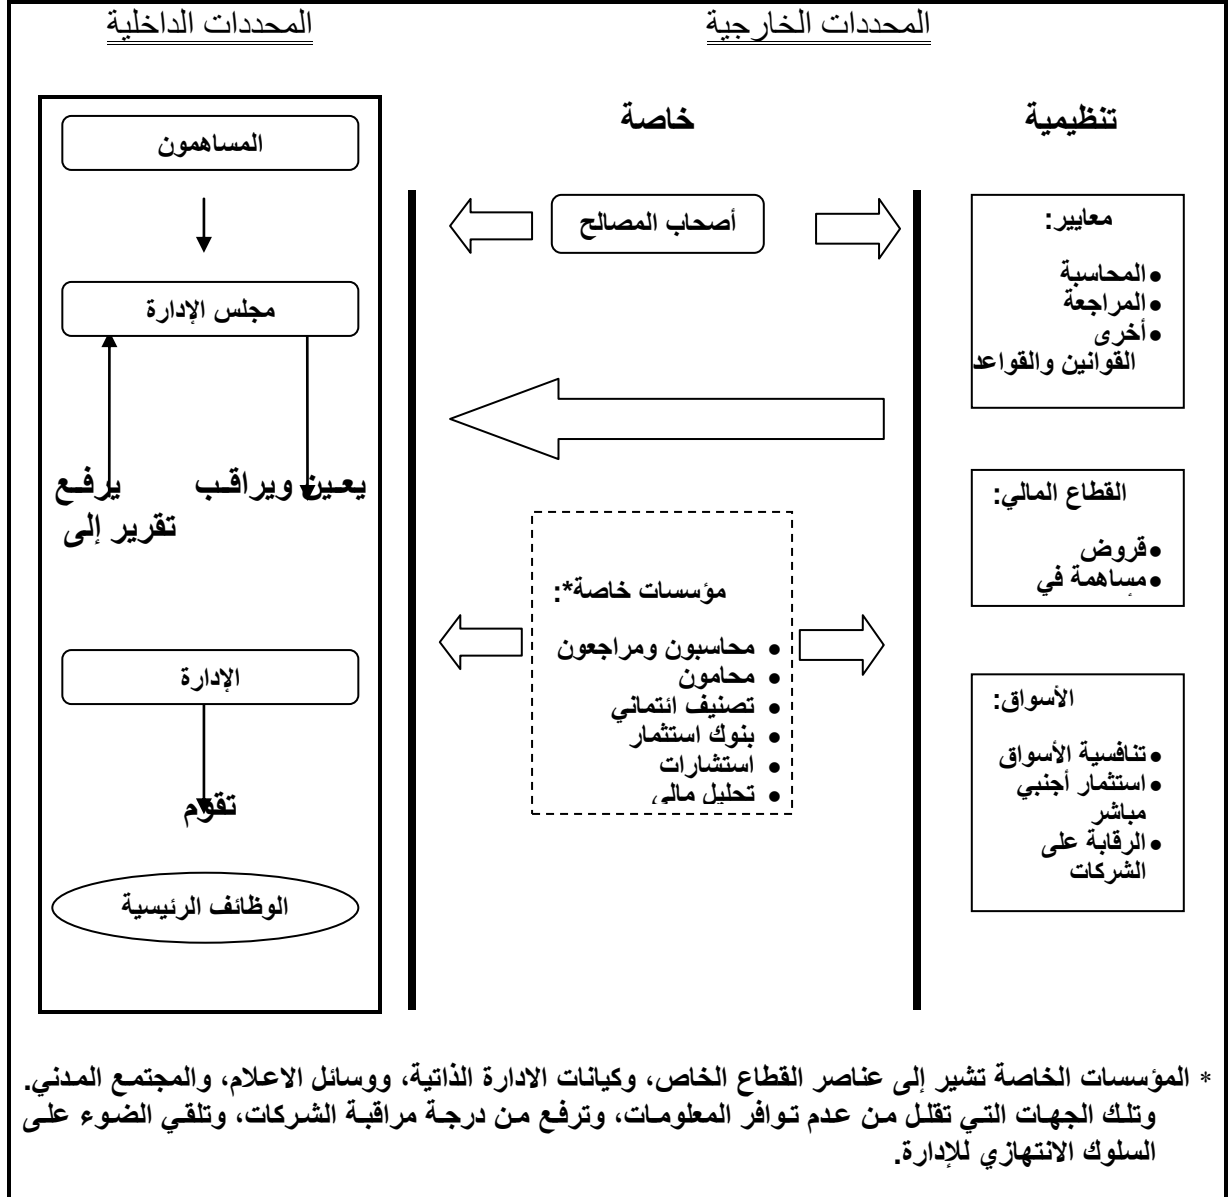 المحددات الخارجية
المحددات الداخلية
تنظيمية
خاصة
معايير:
• المحاسبة
• المراجعة
• أخرى
القوانين والقواعد
القطاع المالي:
• قروض
• مساهمة في
الأسواق:
• تنافسية الأسواق
• استثمار أجنبي
مباشر
• الرقابة على
الشركات
أصحاب المصالح
مؤسسات خاصة*:
• محاسبون ومراجعون
• محامون
• تصنيف ائتماني
• بنوك استثمار
• استشارات
• تحليل مالي
المساهمون
مجلس الإدارة
يعين ويراقب
يرفع
تقرير إلى
الإدارة
تقوم
الوظائف الرئيسية
* المؤسسات الخاصة تشير إلى عناصر القطاع الخاص، وكيانات الادارة الذاتية، ووسائل الاعلام، والمجتمع المدني.
وتلك الجهات التي تقلل من عدم توافر المعلومات، وترفع من درجة مراقبة الشركات، وتلقي الضوء على
السلوك الانتهازي للإدارة.